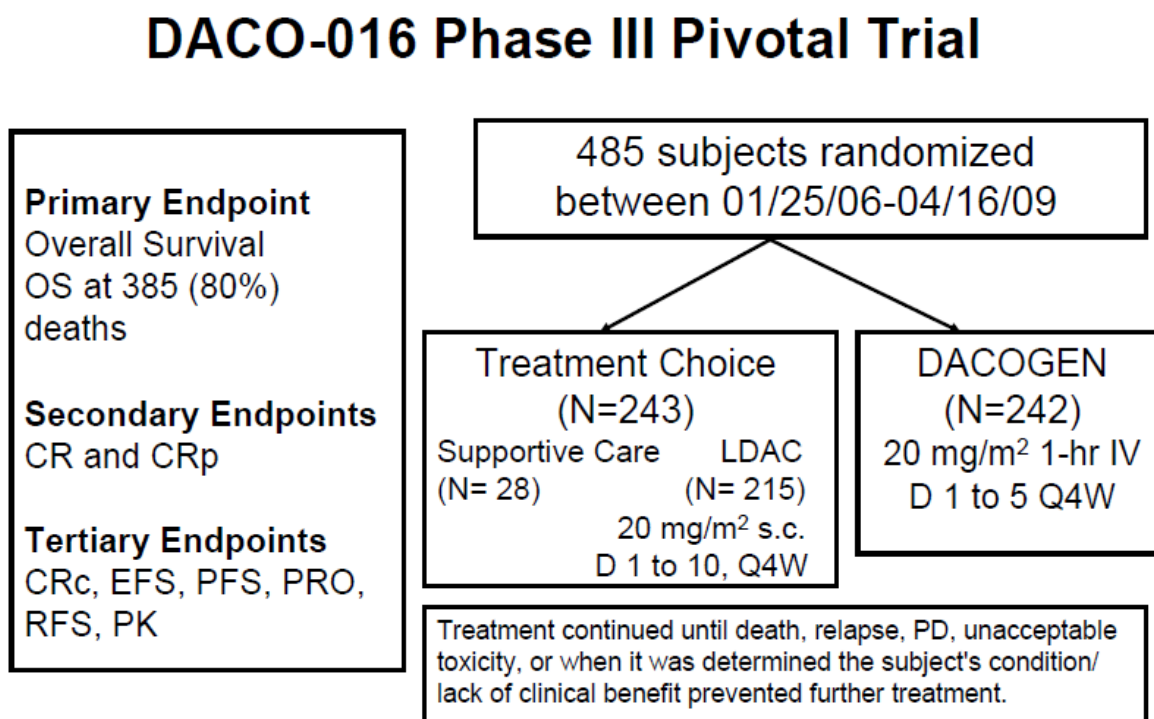 DACO-016 Phase III Pivotal Trial
Primary Endpoint
Overall Survival
OS at 385 (80%)
deaths
Secondary Endpoints
CR and CRp
Tertiary Endpoints
CRc, EFS, PFS, PRO,
RFS, PK
485 subjects randomized
between 01/25/06-04/16/09
Treatment Choice
(N=243)
Supportive Care LDAC
(N= 28) (N= 215)
20 mg/m² s.c.
D 1 to 10, Q4W
DACOGEN
(N=242)
20 mg/m² 1-hr IV
D 1 to 5 Q4W
Treatment continued until death, relapse, PD, unacceptable
toxicity, or when it was determined the subject's condition/
lack of clinical benefit prevented further treatment.